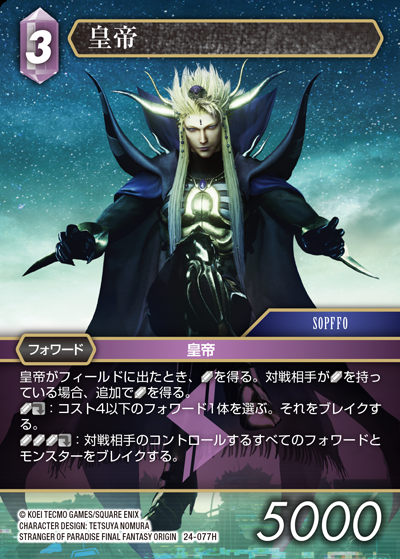 3
皇帝
SOPFFO
フォワード
皇帝
皇帝がフィールドに出たとき、を得る。対戦相手がを持っ
ている場合、追加でを得る。
：コスト4以下のフォワード1体を選ぶ。それをブレイクす
る。
：対戦相手のコントロールするすべてのフォワードと
モンスターをブレイクする。
© KOEI TECMO GAMES/SQUARE ENIX
CHARACTER DESIGN: TETSUYA NOMURA
STRANGER OF PARADISE FINAL FANTASY ORIGIN 24-077H
5000